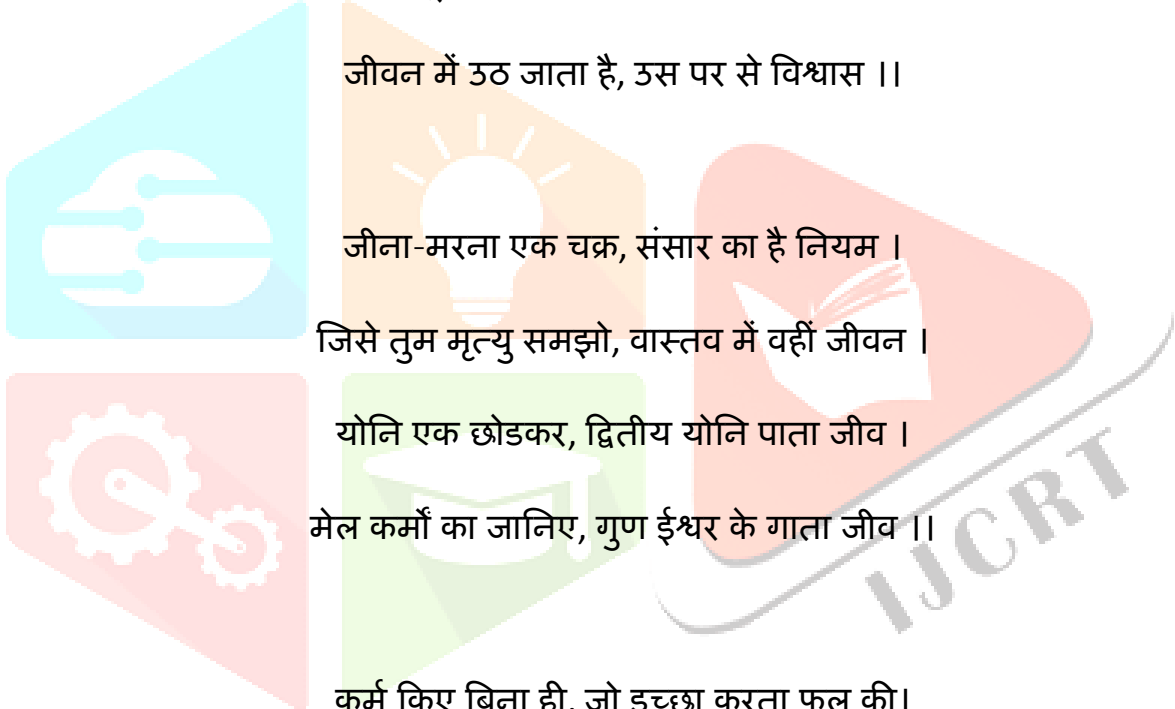 जीवन में उठ जाता है, उस पर से विश्वास ।।
जीना-मरना एक चक्र, संसार का है नियम ।
जिसे तुम मृत्यु समझो, वास्तव में वहीं जीवन ।
योनि एक छोडकर, द्वितीय योनि पाता जीव ।
मेल कर्मों का जानिए, गुण ईश्वर के गाता जीव ।।
IJCRT
कर्म किए बिना ही, जो इच्छा करता फल की।